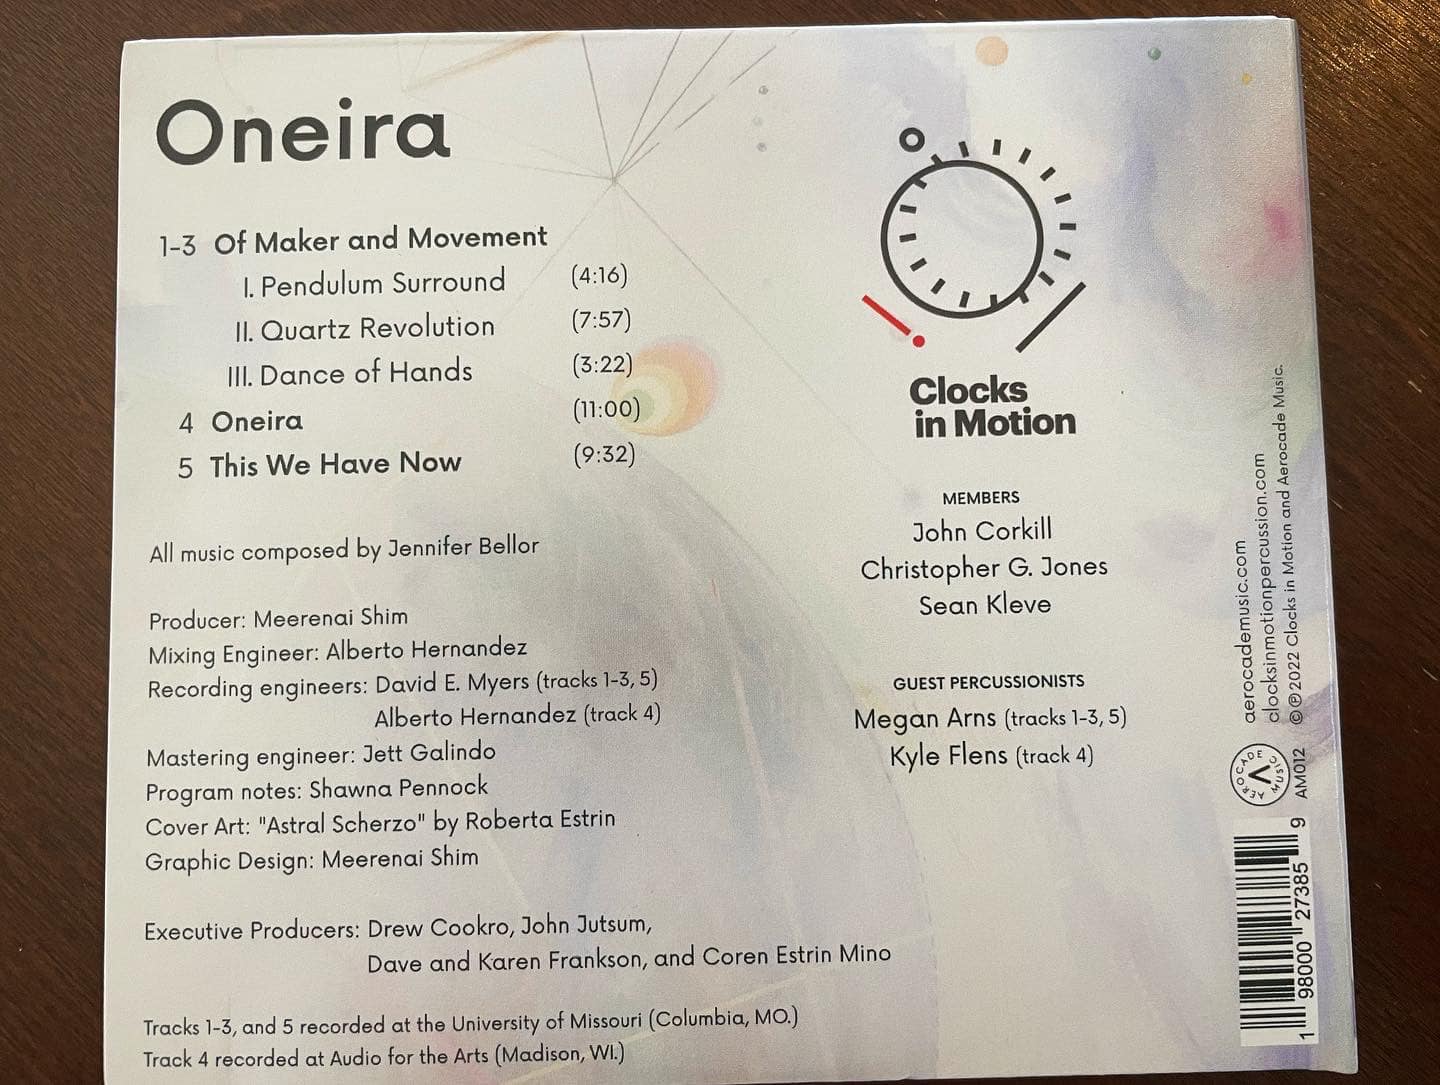 Oneira
1-3 Of Maker and Movement
I. Pendulum Surround (4:16)
II. Quartz Revolution (7:57)
III. Dance of Hands (3:22)
4 Oneira (11:00)
5 This We Have Now (9:32)
All music composed by Jennifer Bellor
Producer: Meerenai Shim
Mixing Engineer: Alberto Hernandez
Recording engineers: David E. Myers (tracks 1-3, 5)
Alberto Hernandez (track 4)
Mastering engineer: Jett Galindo
Program notes: Shawna Pennock
Cover Art: "Astral Scherzo" by Roberta Estrin
Graphic Design: Meerenai Shim
Executive Producers: Drew Cookro, John Jutsum,
Dave and Karen Frankson, and Coren Estrin Mino
Tracks 1-3, and 5 recorded at the University of Missouri (Columbia, MO.)
Track 4 recorded at Audio for the Arts (Madison, WI.)
Clocks
in Motion
MEMBERS
John Corkill
Christopher G. Jones
Sean Kleve
GUEST PERCUSSIONISTS
Megan Arns (tracks 1-3, 5)
Kyle Flens (track 4)
aerocademusic.com
clocksinmotionpercussion.com
©℗2022 Clocks in Motion and Aerocade Music.
AEROCADE MUSIC
AM012
1 98000 27385 9